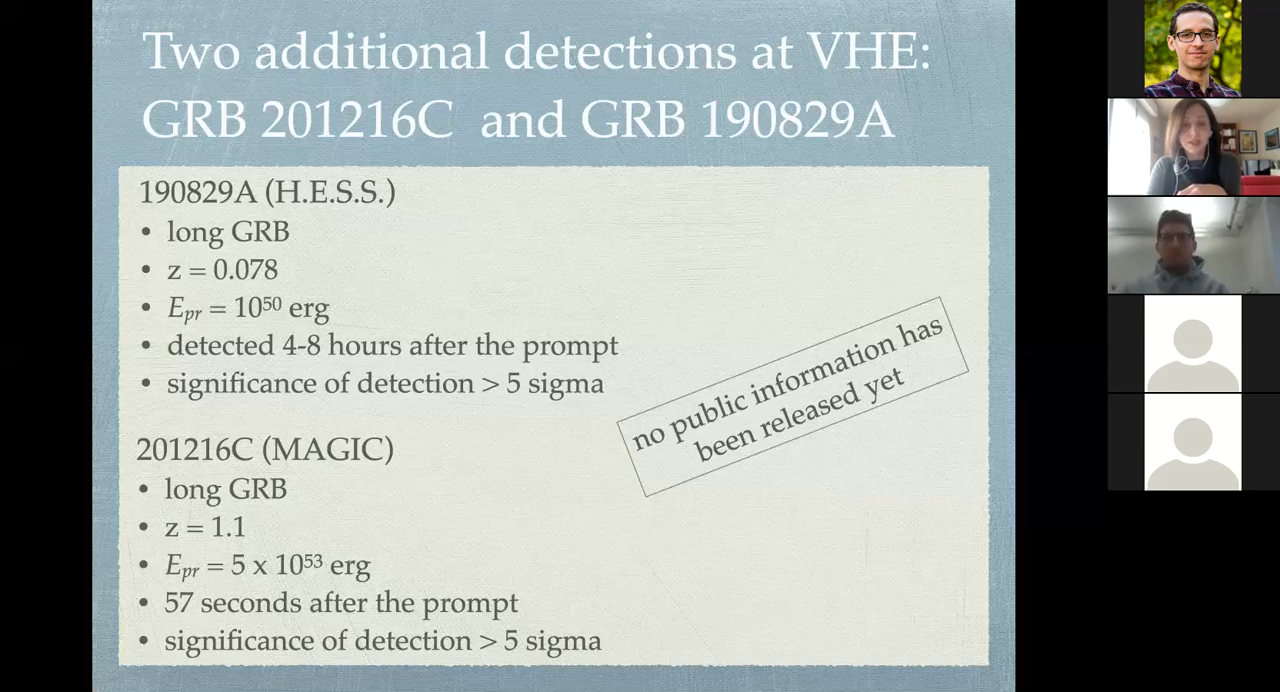 Two additional detections at VHE:
GRB 201216C and GRB 190829A
190829A (H.E.S.S.)
• long GRB
• z = 0.078
• Epr = 10⁵⁰ erg
• detected 4-8 hours after the prompt
• significance of detection > 5 sigma
no public information has
been released yet
201216C (MAGIC)
• long GRB
• z = 1.1
• Epr = 5 x 10⁵³ erg
• 57 seconds after the prompt
• significance of detection > 5 sigma